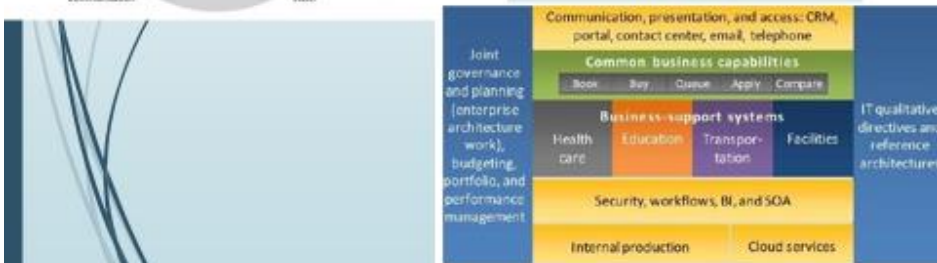 Communication, presentation, and access: CRM,
portal, contact center, email, telephone
Joint
governance
and planning
(enterprise
architecture
work),
budgeting,
portfolio, and
performance
management
Common business capabilities
Book Buy Queue Apply Compare
Business-support systems
Health
care
Education
Transpor-
tation
Facilities
Security, workflows, BI, and SOA
Internal production
Cloud services
IT qualitative
directives and
reference
architectures